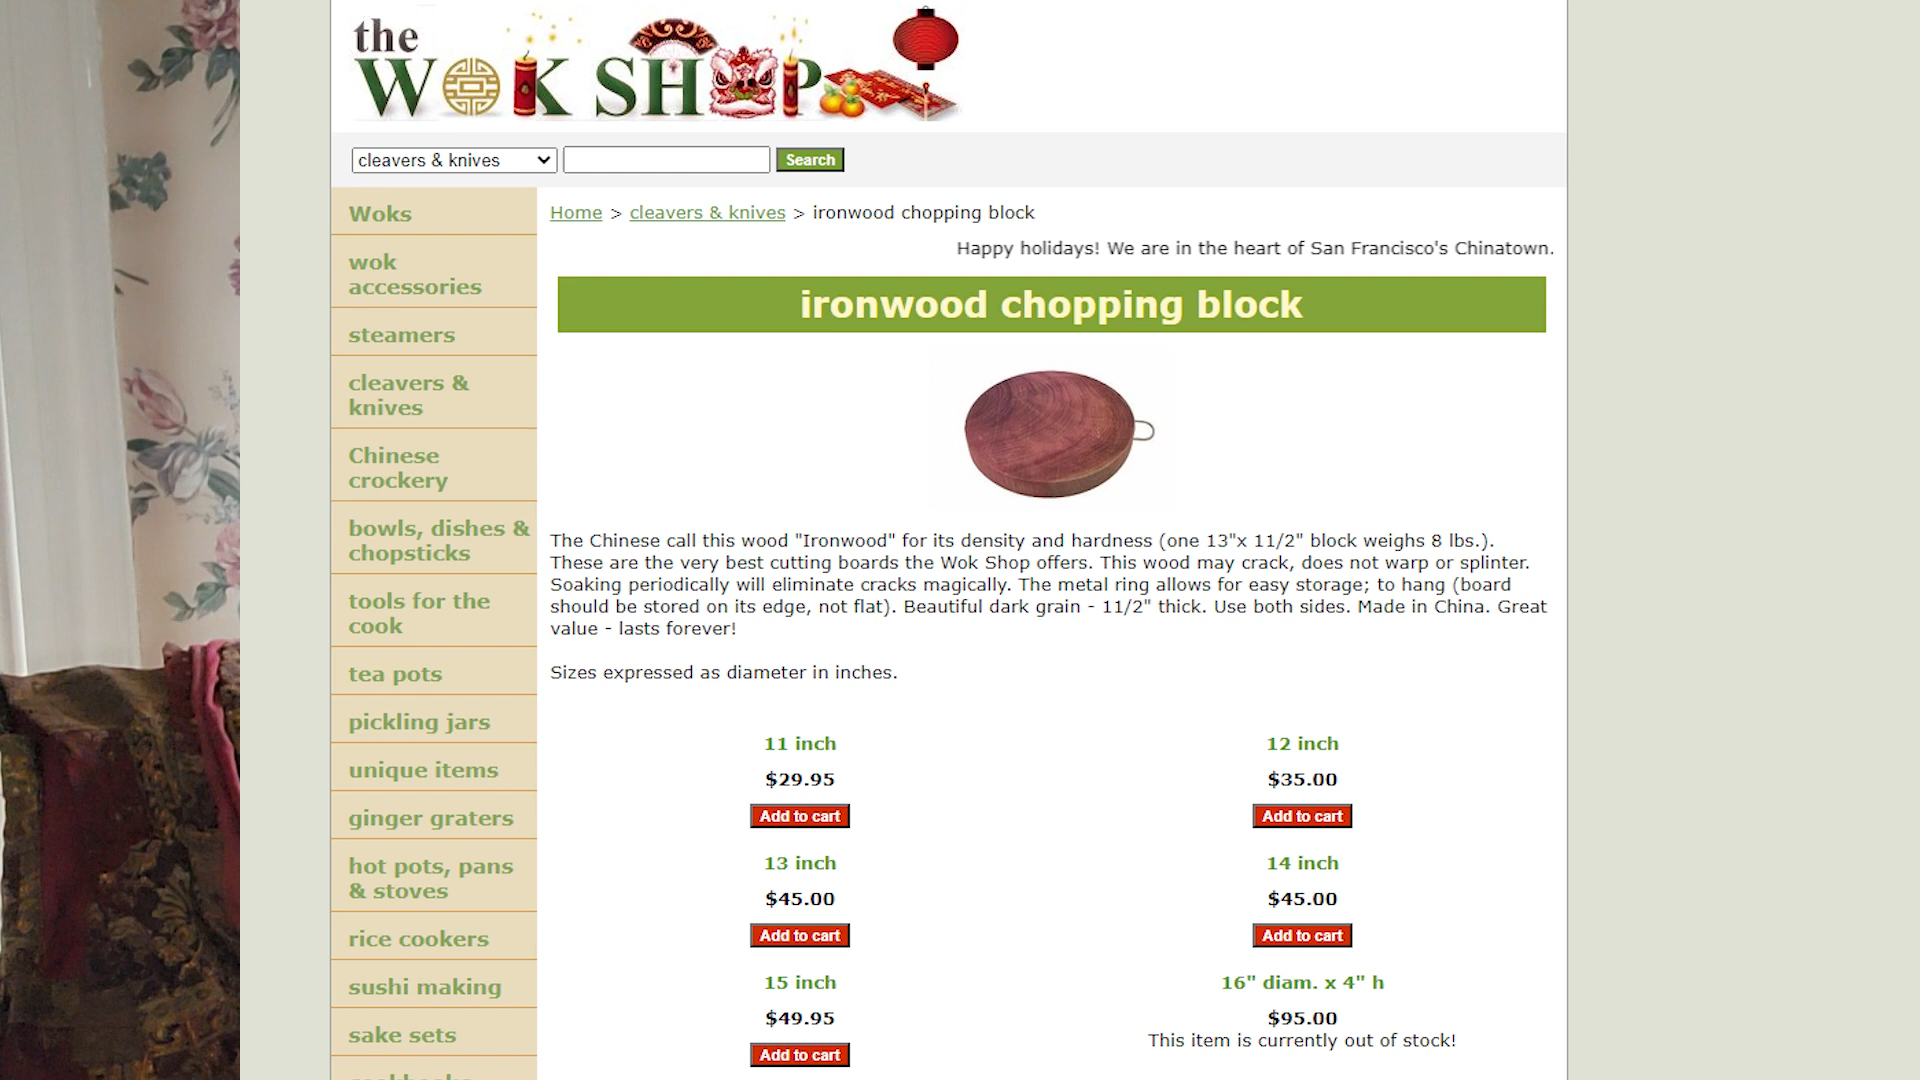 the
WOK SHOP
cleavers & knives
Search
Woks
wok
accessories
steamers
cleavers &
knives
Chinese
crockery
bowls, dishes &
chopsticks
tools for the
cook
tea pots
pickling jars
unique items
ginger graters
hot pots, pans
& stoves
rice cookers
sushi making
sake sets
Home > cleavers & knives > ironwood chopping block
Happy holidays! We are in the heart of San Francisco's Chinatown.
ironwood chopping block
The Chinese call this wood "Ironwood" for its density and hardness (one 13"x 11/2" block weighs 8 lbs.).
These are the very best cutting boards the Wok Shop offers. This wood may crack, does not warp or splinter.
Soaking periodically will eliminate cracks magically. The metal ring allows for easy storage; to hang (board
should be stored on its edge, not flat). Beautiful dark grain - 11/2" thick. Use both sides. Made in China. Great
value - lasts forever!
Sizes expressed as diameter in inches.
11 inch
$29.95
Add to cart
12 inch
$35.00
Add to cart
13 inch
$45.00
Add to cart
14 inch
$45.00
Add to cart
15 inch
$49.95
Add to cart
16" diam. x 4" h
$95.00
This item is currently out of stock!